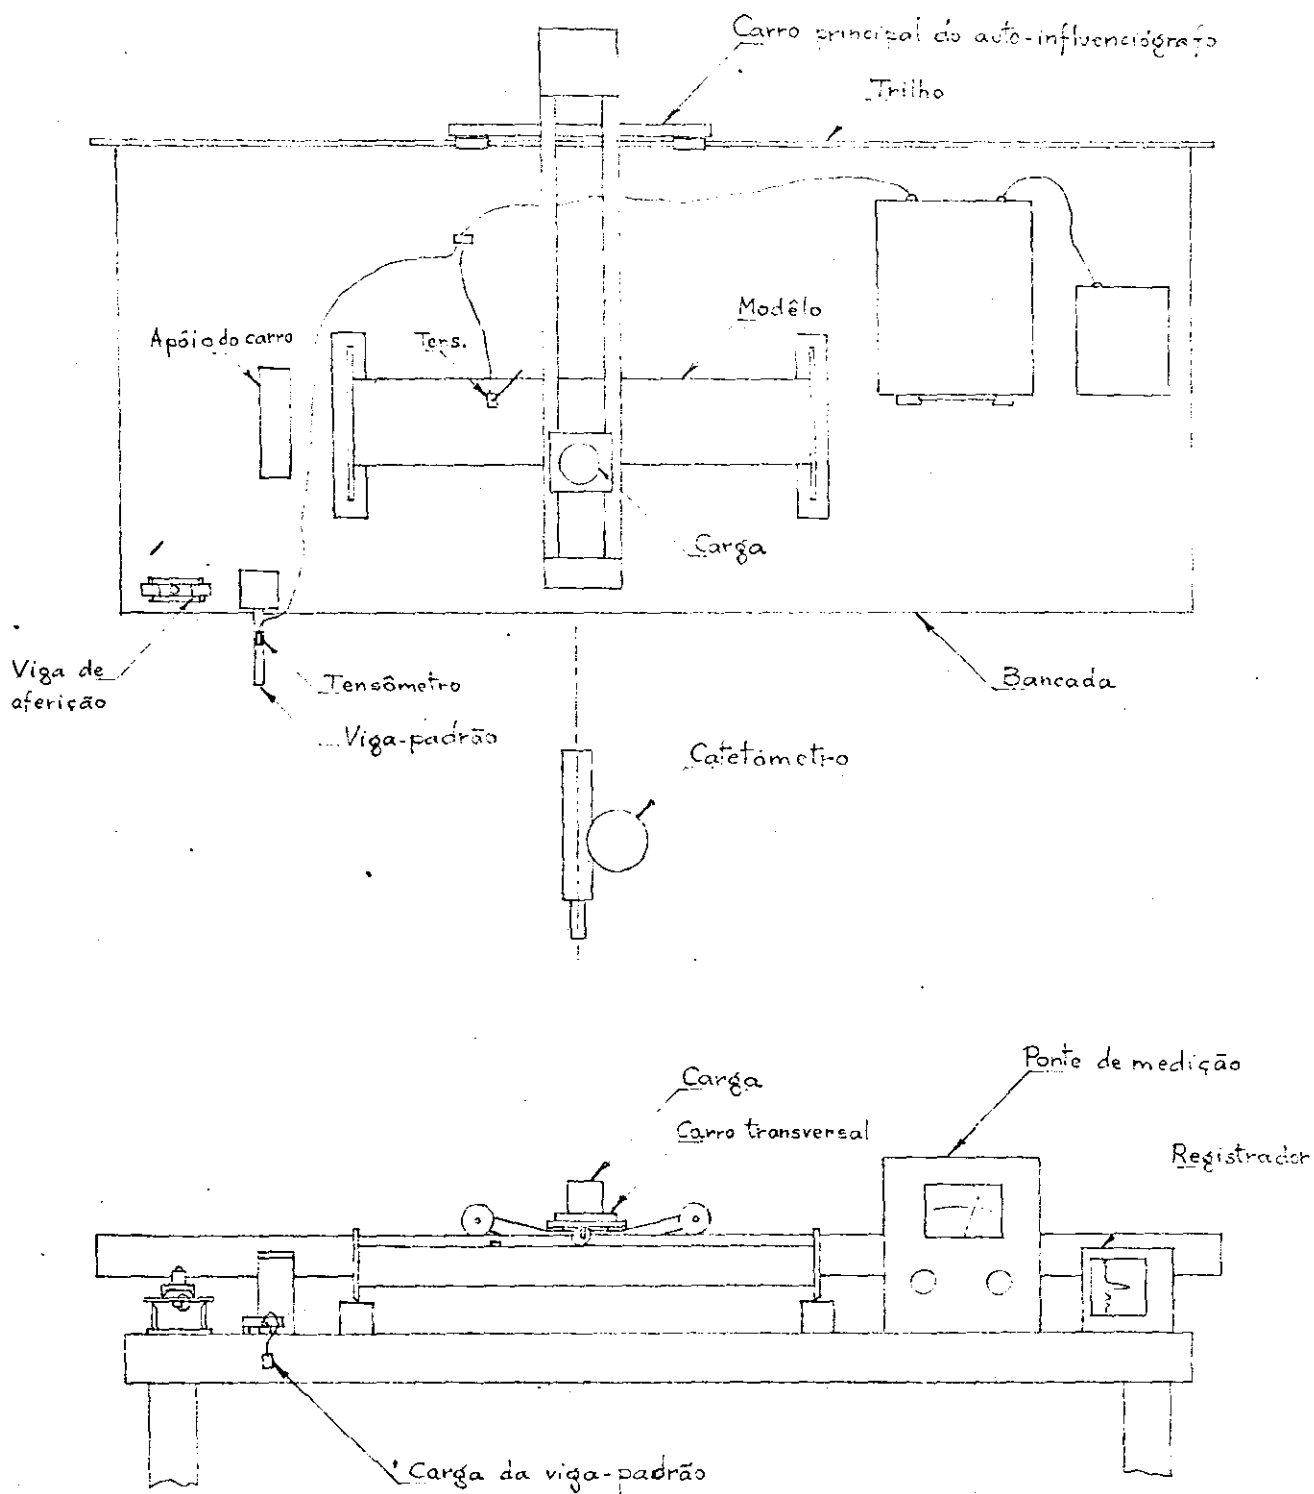 Carro principal do auto-influenciógrafo
Trilho
Modêlo
Apôio do carro
Tens.
Carga
Viga de
aferição
Tensômetro
Viga-padrão
Bancada
Catetômetro
Ponte de medição
Carga
Carro transversal
Registrador
Carga da viga-padrão